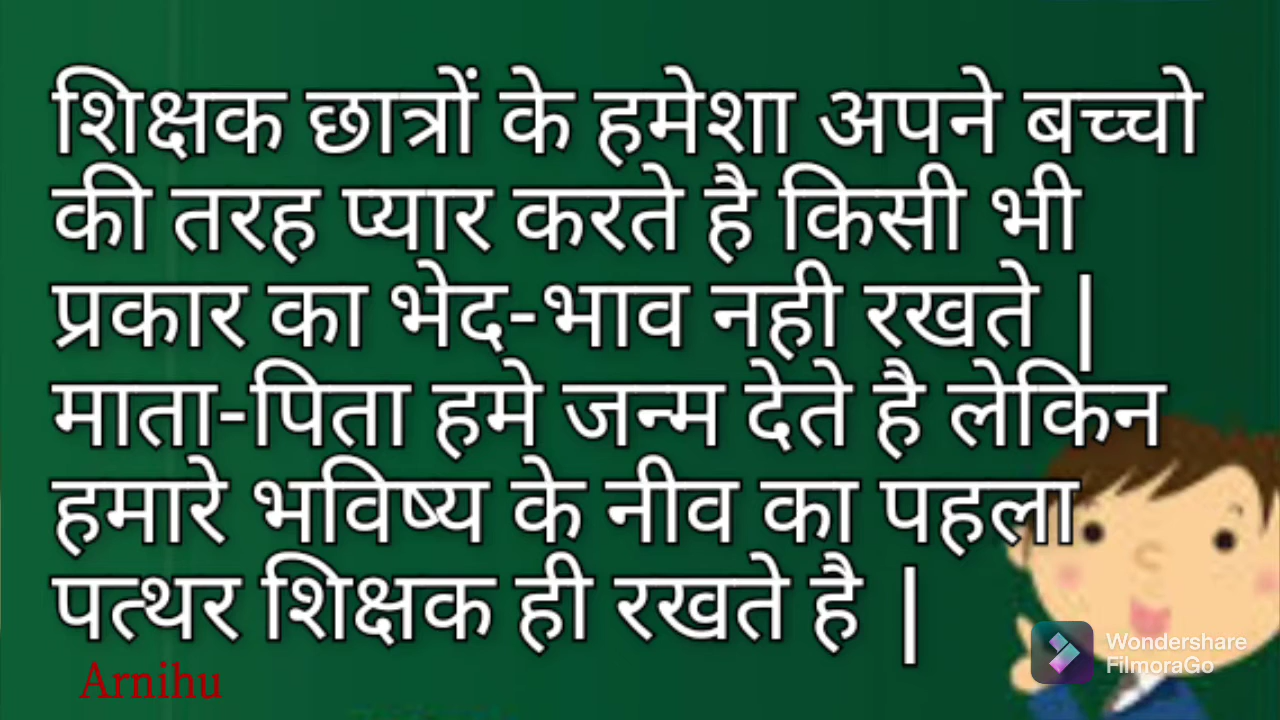 शिक्षक छात्रों के हमेशा अपने बच्चो
की तरह प्यार करते है किसी भी
प्रकार का भेद-भाव नही रखते |
माता-पिता हमे जन्म देते है लेकिन
हमारे भविष्य के नीव का पहला
पत्थर शिक्षक ही रखते है |
Arnihu
Wondershare
FilmoraGo